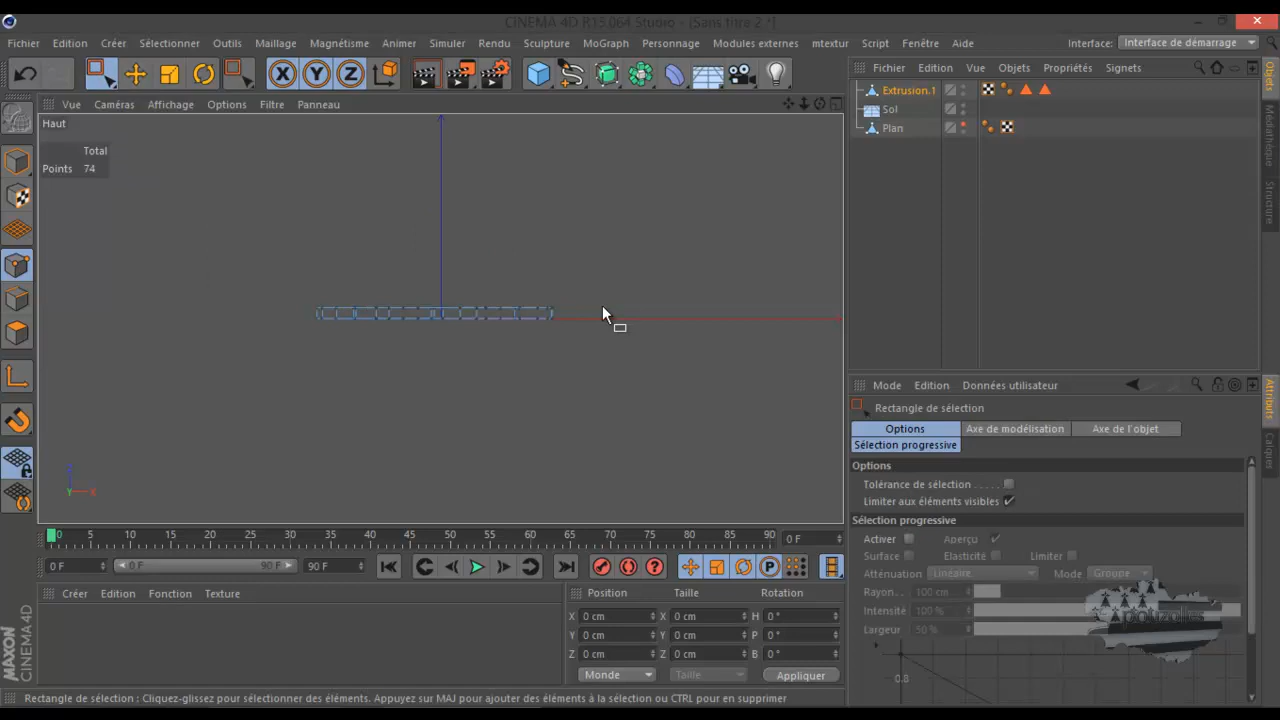 CINEMA 4D R15.064 Studio - [Sans titre 2 *]
Fichier Edition Créer Sélectionner Outils Maillage Magnétisme Animer Simuler Rendu Sculpture MoGraph Personnage Modules externes mtextur Script Fenêtre Aide Interface: Interface de démarrage
X Y Z
Fichier Edition Vue Objets Propriétés Signets
Extrusion.1
Sol
Plan
Objets
Médiathèque
Structure
Vue Caméras Affichage Options Filtre Panneau
Haut
Total
Points 74
Y X
Mode Edition Données utilisateur
Rectangle de sélection
Options Axe de modélisation Axe de l'objet
Sélection progressive
Options
Tolérance de selection
Limiter aux éléments visibles
Sélection progressive
Activer Aperçu
Surface Elasticité Limiter
Atténuation Linéaire Mode Groupe
Rayon 100 cm
Intensité 100 %
Largeur 50 %
0.8
Attributs
Calques
0 5 10 15 20 25 30 35 40 45 50 55 60 65 70 75 80 85 90 0 F
0 F 0 F 90 F 90 F
P
Créer Edition Fonction Texture
Position Taille Rotation
X 0 cm X 0 cm H 0 °
Y 0 cm Y 0 cm P 0 °
Z 0 cm Z 0 cm B 0 °
Monde Taille Appliquer
MAXON
CINEMA 4D
Rectangle de sélection : Cliquez-glissez pour sélectionner des éléments. Appuyez sur MAJ pour ajouter des éléments à la sélection ou CTRL pour en supprimer